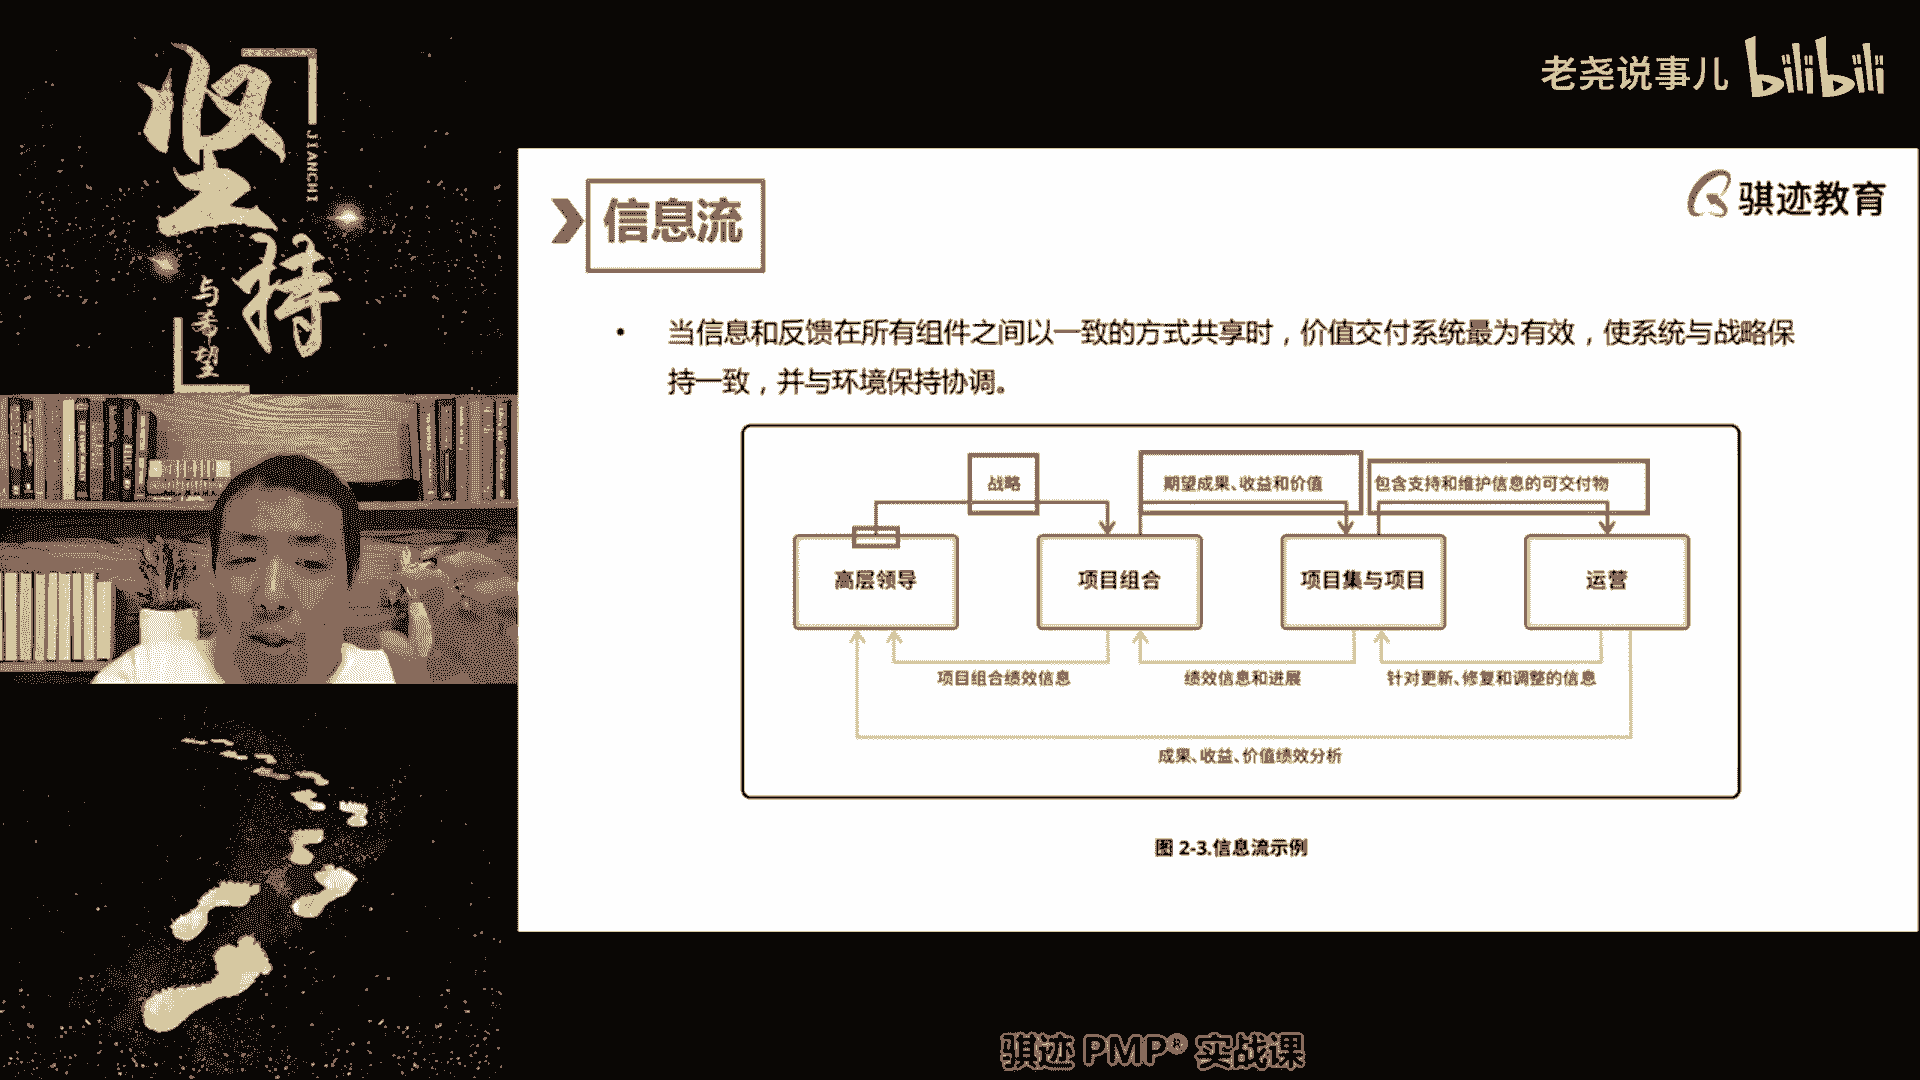 坚持
JIANCHI
与希望
老尧说事儿 bilibili
骐迹教育
信息流
• 当信息和反馈在所有组件之间以一致的方式共享时，价值交付系统最为有效，使系统与战略保
持一致，并与环境保持协调。
战略
期望成果、收益和价值
包含支持和维护信息的可交付物
高层领导
项目组合
项目集与项目
运营
项目组合绩效信息
绩效信息和进展
针对更新、修复和调整的信息
成果、收益、价值绩效分析
图 2-3.信息流示例
骐迹 PMP® 实战课